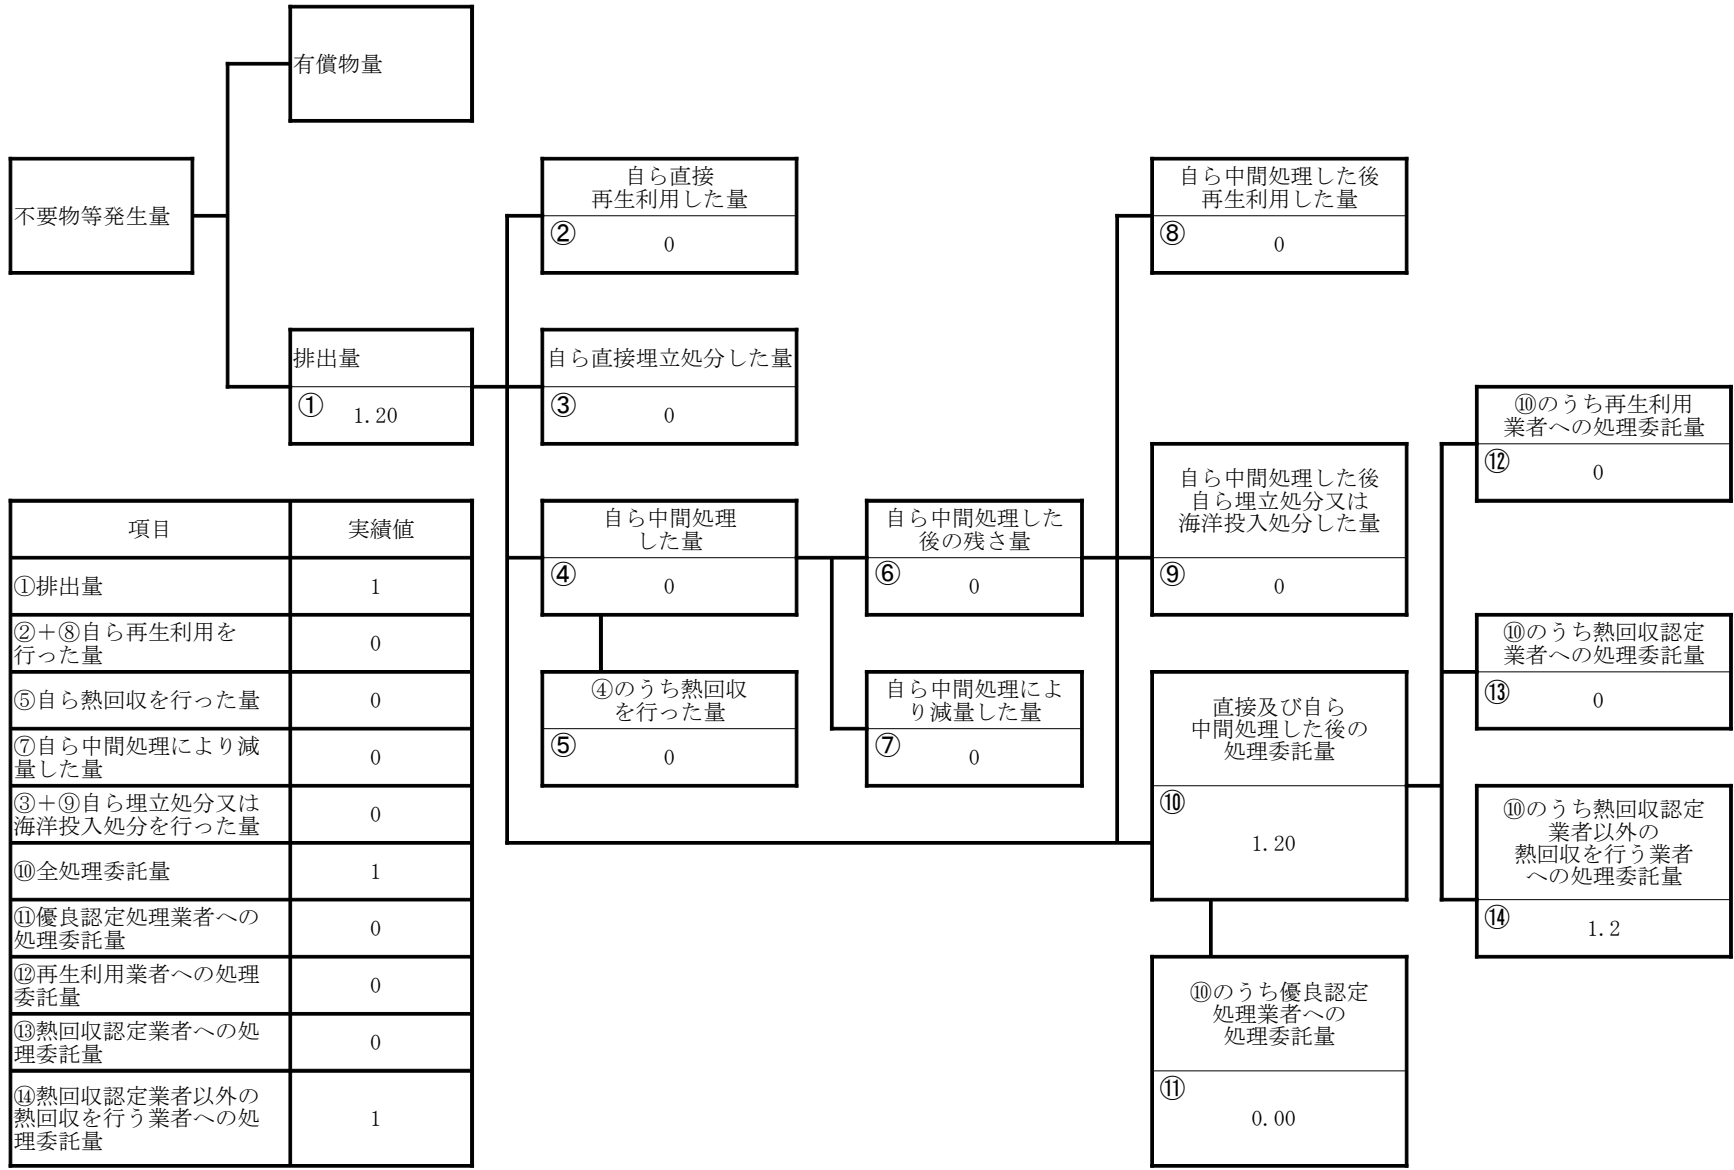 有償物量
不要物等発生量
排出量
①
1.20
自ら直接
再生利用した量
②
0
自ら直接埋立処分した量
③
0
自ら中間処理
した量
④
0
④のうち熱回収
を行った量
⑤
0
自ら中間処理した
後の残さ量
⑥
0
自ら中間処理によ
り減量した量
⑦
0
自ら中間処理した後
再生利用した量
⑧
0
自ら中間処理した後
自ら埋立処分又は
海洋投入処分した量
⑨
0
直接及び自ら
中間処理した後の
処理委託量
⑩
1.20
⑩のうち優良認定
処理業者への
処理委託量
⑪
0.00
⑩のうち再生利用
業者への処理委託量
⑫
0
⑩のうち熱回収認定
業者への処理委託量
⑬
0
⑩のうち熱回収認定
業者以外の
熱回収を行う業者
への処理委託量
⑭
1.2
項目 実績値
①排出量 1
②＋⑧自ら再生利用を
行った量 0
⑤自ら熱回収を行った量 0
⑦自ら中間処理により減
量した量 0
③＋⑨自ら埋立処分又は
海洋投入処分を行った量 0
⑩全処理委託量 1
⑪優良認定処理業者への
処理委託量 0
⑫再生利用業者への処理
委託量 0
⑬熱回収認定業者への処
理委託量 0
⑭熱回収認定業者以外の
熱回収を行う業者への処
理委託量 1